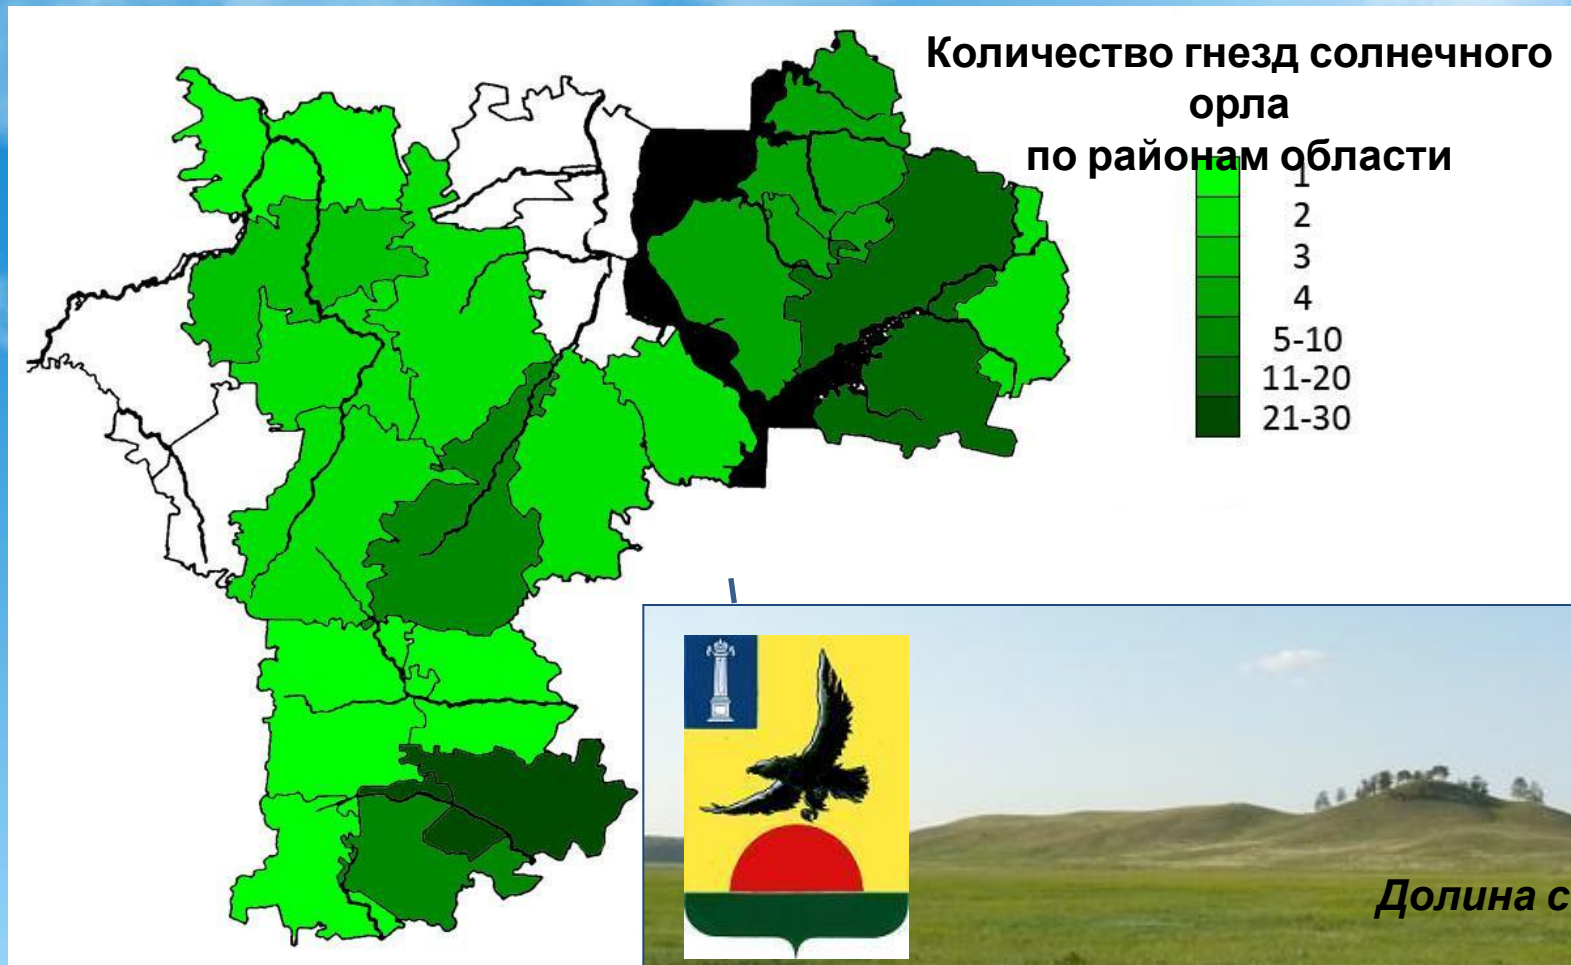 Количество гнезд солнечного
орла
по районам области
1
2
3
4
5-10
11-20
21-30
Долина с